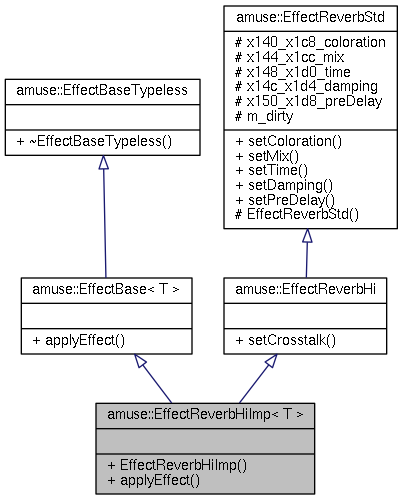 amuse::EffectReverbStd
# x140_x1c8_coloration
# x144_x1cc_mix
# x148_x1d0_time
# x14c_x1d4_damping
# x150_x1d8_preDelay
# m_dirty
+ setColoration()
+ setMix()
+ setTime()
+ setDamping()
+ setPreDelay()
# EffectReverbStd()
amuse::EffectBaseTypeless
+ ~EffectBaseTypeless()
amuse::EffectBase< T >
+ applyEffect()
amuse::EffectReverbHi
+ setCrosstalk()
amuse::EffectReverbHiImp< T >
+ EffectReverbHiImp()
+ applyEffect()